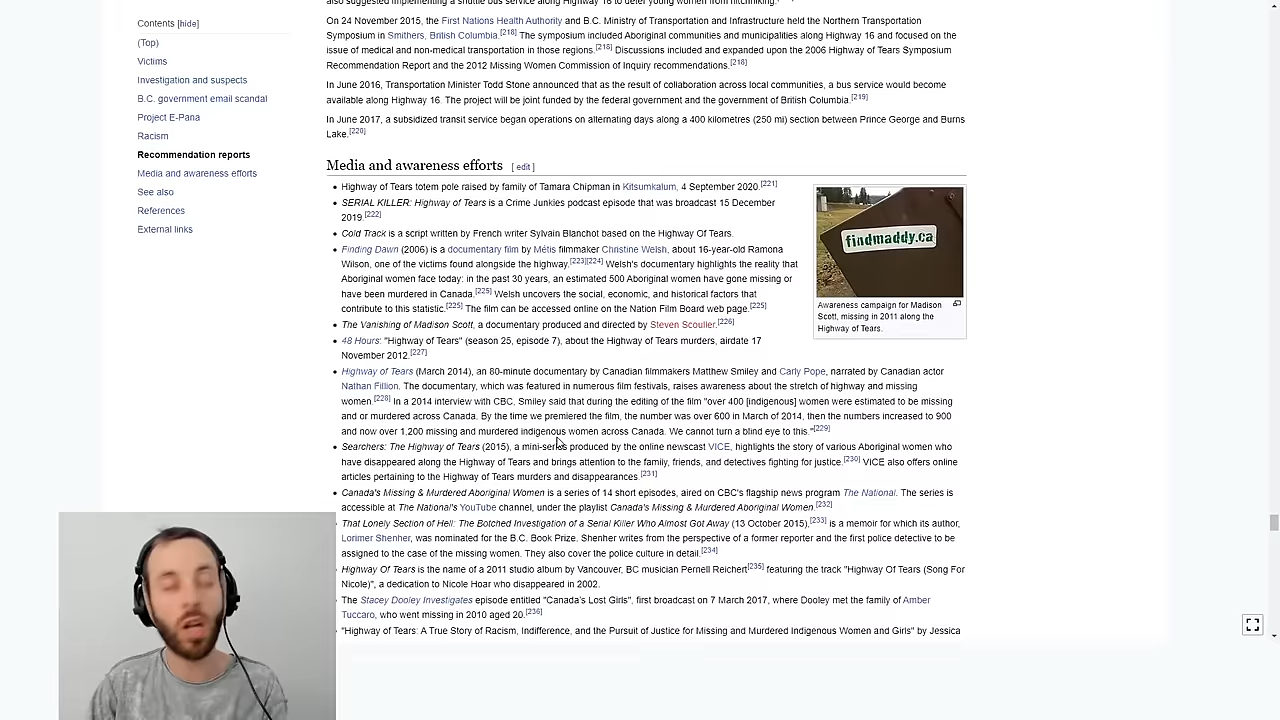 Contents [hide]
(Top)
Victims
Investigation and suspects
B.C. government email scandal
Project E-Pana
Racism
Recommendation reports
Media and awareness efforts
See also
References
External links
also suggested implementing a shuttle bus service along Highway 16 to deter young women from hitchhiking.
On 24 November 2015, the First Nations Health Authority and B.C. Ministry of Transportation and Infrastructure held the Northern Transportation
Symposium in Smithers, British Columbia.[218] The symposium included Aboriginal communities and municipalities along Highway 16 and focused on the
issue of medical and non-medical transportation in those regions.[218] Discussions included and expanded upon the 2006 Highway of Tears Symposium
Recommendation Report and the 2012 Missing Women Commission of Inquiry recommendations.[218]
In June 2016, Transportation Minister Todd Stone announced that as the result of collaboration across local communities, a bus service would become
available along Highway 16. The project will be joint funded by the federal government and the government of British Columbia.[219]
In June 2017, a subsidized transit service began operations on alternating days along a 400 kilometres (250 mi) section between Prince George and Burns
Lake.[220]
Media and awareness efforts [ edit ]
• Highway of Tears totem pole raised by family of Tamara Chipman in Kitsumkalum, 4 September 2020.[221]
• SERIAL KILLER: Highway of Tears is a Crime Junkies podcast episode that was broadcast 15 December
2019.[222]
• Cold Track is a script written by French writer Sylvain Blanchot based on the Highway Of Tears.
• Finding Dawn (2006) is a documentary film by Métis filmmaker Christine Welsh, about 16-year-old Ramona
Wilson, one of the victims found alongside the highway.[223][224] Welsh's documentary highlights the reality that
Aboriginal women face today: in the past 30 years, an estimated 500 Aboriginal women have gone missing or
have been murdered in Canada.[225] Welsh uncovers the social, economic, and historical factors that
contribute to this statistic.[225] The film can be accessed online on the Nation Film Board web page.[225]
• The Vanishing of Madison Scott, a documentary produced and directed by Steven Scouller.[226]
• 48 Hours: "Highway of Tears" (season 25, episode 7), about the Highway of Tears murders, airdate 17
November 2012.[227]
findmaddy.ca
Awareness campaign for Madison
Scott, missing in 2011 along the
Highway of Tears.
• Highway of Tears (March 2014), an 80-minute documentary by Canadian filmmakers Matthew Smiley and Carly Pope, narrated by Canadian actor
Nathan Fillion. The documentary, which was featured in numerous film festivals, raises awareness about the stretch of highway and missing
women.[228] In a 2014 interview with CBC, Smiley said that during the editing of the film "over 400 [indigenous] women were estimated to be missing
and or murdered across Canada. By the time we premiered the film, the number was over 600 in March of 2014, then the numbers increased to 900
and now over 1,200 missing and murdered indigenous women across Canada. We cannot turn a blind eye to this."[229]
• Searchers: The Highway of Tears (2015), a mini-series produced by the online newscast VICE, highlights the story of various Aboriginal women who
have disappeared along the Highway of Tears and brings attention to the family, friends, and detectives fighting for justice.[230] VICE also offers online
articles pertaining to the Highway of Tears murders and disappearances.[231]
• Canada's Missing & Murdered Aboriginal Women is a series of 14 short episodes, aired on CBC's flagship news program The National. The series is
accessible at The National's YouTube channel, under the playlist Canada's Missing & Murdered Aboriginal Women.[232]
• That Lonely Section of Hell: The Botched Investigation of a Serial Killer Who Almost Got Away (13 October 2015),[233] is a memoir for which its author,
Lorimer Shenher, was nominated for the B.C. Book Prize. Shenher writes from the perspective of a former reporter and the first police detective to be
assigned to the case of the missing women. They also cover the police culture in detail.[234]
• Highway Of Tears is the name of a 2011 studio album by Vancouver, BC musician Pernell Reichert[235] featuring the track "Highway Of Tears (Song For
Nicole)", a dedication to Nicole Hoar who disappeared in 2002.
• The Stacey Dooley Investigates episode entitled "Canada's Lost Girls", first broadcast on 7 March 2017, where Dooley met the family of Amber
Tuccaro, who went missing in 2010 aged 20.[236]
• "Highway of Tears: A True Story of Racism, Indifference, and the Pursuit of Justice for Missing and Murdered Indigenous Women and Girls" by Jessica